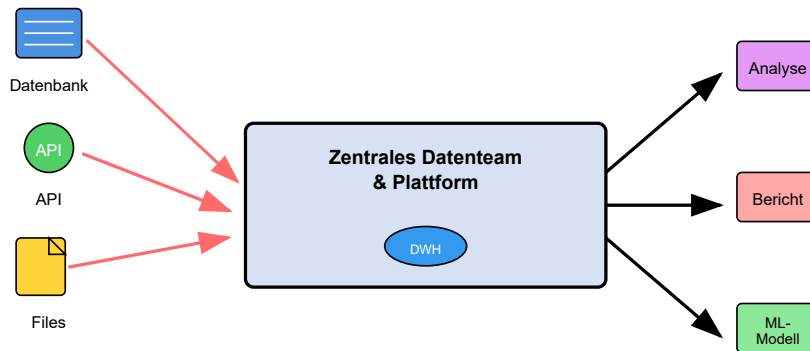 Datenbank
API
API
Files
Zentrales Datenteam
& Plattform
DWH
Analyse
Bericht
ML-
Modell